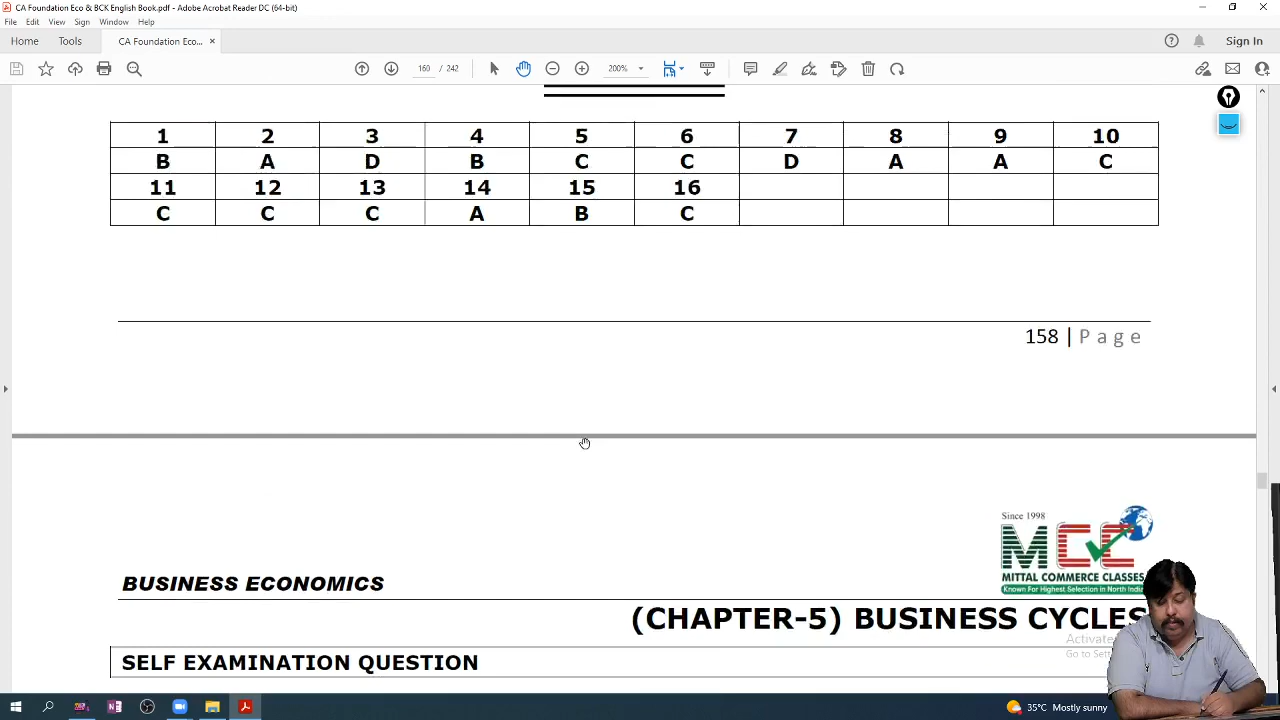 CA Foundation Eco & BCK English Book.pdf - Adobe Acrobat Reader DC (64-bit)
File Edit View Sign Window Help
Home Tools CA Foundation Eco... × Sign In
160 / 242 200%
1 2 3 4 5 6 7 8 9 10
B A D B C C D A A C
11 12 13 14 15 16
C C C A B C
158 | Page
Since 1998
MCC
MITTAL COMMERCE CLASSES
BUSINESS ECONOMICS
(CHAPTER-5) BUSINESS CYCLES
SELF EXAMINATION QUESTION
35°C Mostly sunny